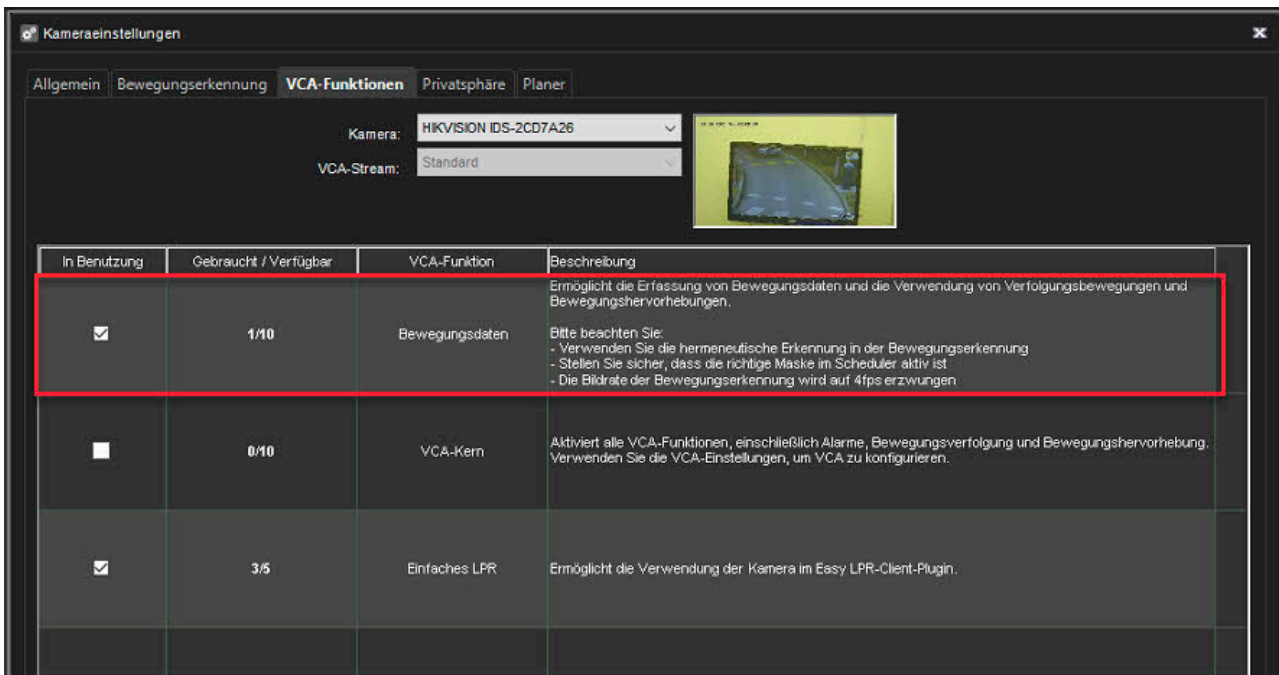 Kameraeinstellungen
Allgemein Bewegungserkennung VCA-Funktionen Privatsphäre Planer
Kamera: HIKVISION IDS-2CD7A26
VCA-Stream: Standard
In Benutzung Gebraucht / Verfügbar VCA-Funktion Beschreibung
Ermöglicht die Erfassung von Bewegungsdaten und die Verwendung von Verfolgungsbewegungen und
Bewegungshervorhebungen.
1/10 Bewegungsdaten Bitte beachten Sie:
- Verwenden Sie die hermeneutische Erkennung in der Bewegungserkennung
- Stellen Sie sicher, dass die richtige Maske im Scheduler aktiv ist
- Die Bildrate der Bewegungserkennung wird auf 4fps erzwungen
0/10 VCA-Kern Aktiviert alle VCA-Funktionen, einschließlich Alarme, Bewegungsverfolgung und Bewegungshervorhebung.
Verwenden Sie die VCA-Einstellungen, um VCA zu konfigurieren.
3/5 Einfaches LPR Ermöglicht die Verwendung der Kamera im Easy LPR-Client-Plugin.